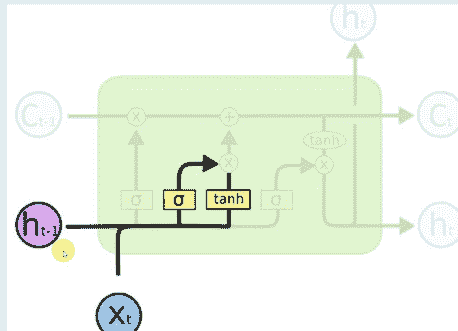 hₜ
Cₜ₋₁ x + Cₜ
tanh
x x
σ σ tanh σ
hₜ₋₁ hₜ
xₜ